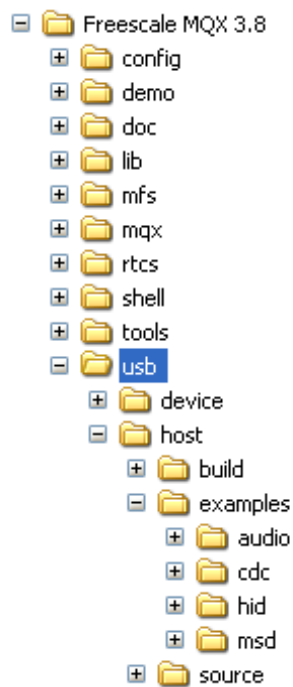 Freescale MQX 3.8
config
demo
doc
lib
mfs
mqx
rtcs
shell
tools
usb
device
host
build
examples
audio
cdc
hid
msd
source